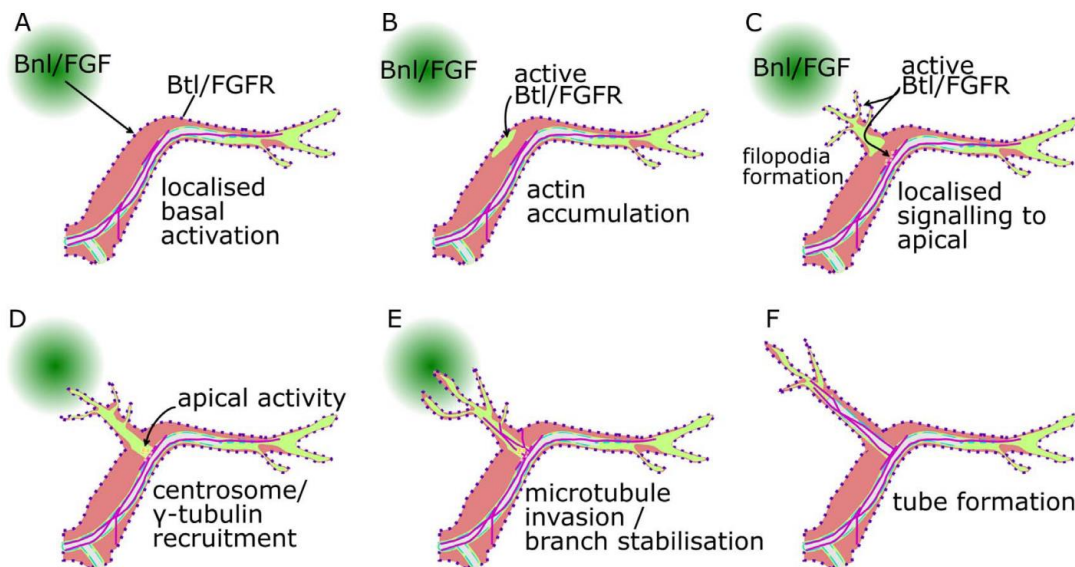 A
Bnl/FGF
Btl/FGFR
localised
basal
activation
B
Bnl/FGF
active
Btl/FGFR
actin
accumulation
C
Bnl/FGF
active
Btl/FGFR
filopodia
formation
localised
signalling to
apical
D
apical activity
centrosome/
γ-tubulin
recruitment
E
microtubule
invasion /
branch stabilisation
F
tube formation